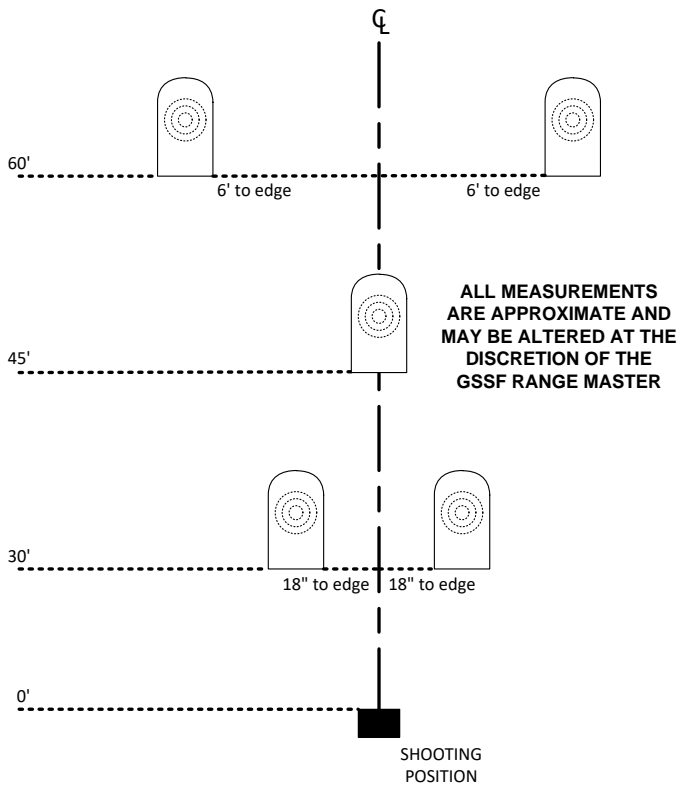 ℄
60'
6' to edge
6' to edge
ALL MEASUREMENTS
ARE APPROXIMATE AND
MAY BE ALTERED AT THE
DISCRETION OF THE
GSSF RANGE MASTER
45'
30'
18" to edge
18" to edge
0'
SHOOTING
POSITION